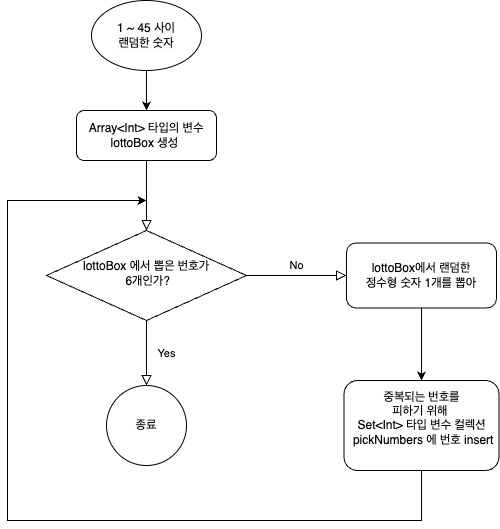 1 ~ 45 사이
랜덤한 숫자
Array<Int> 타입의 변수
lottoBox 생성
lottoBox 에서 뽑은 번호가
6개인가?
No
lottoBox에서 랜덤한
정수형 숫자 1개를 뽑아
Yes
종료
중복되는 번호를
피하기 위해
Set<Int> 타입 변수 컬렉션
pickNumbers 에 번호 insert